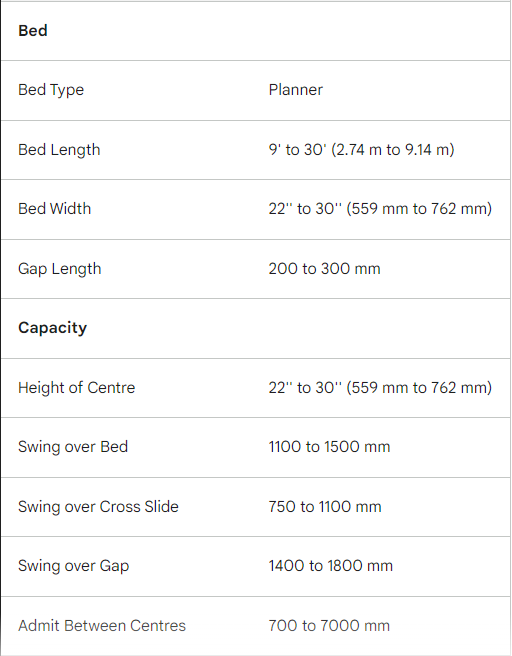 Bed
Bed Type Planner
Bed Length 9' to 30' (2.74 m to 9.14 m)
Bed Width 22'' to 30'' (559 mm to 762 mm)
Gap Length 200 to 300 mm
Capacity
Height of Centre 22'' to 30'' (559 mm to 762 mm)
Swing over Bed 1100 to 1500 mm
Swing over Cross Slide 750 to 1100 mm
Swing over Gap 1400 to 1800 mm
Admit Between Centres 700 to 7000 mm